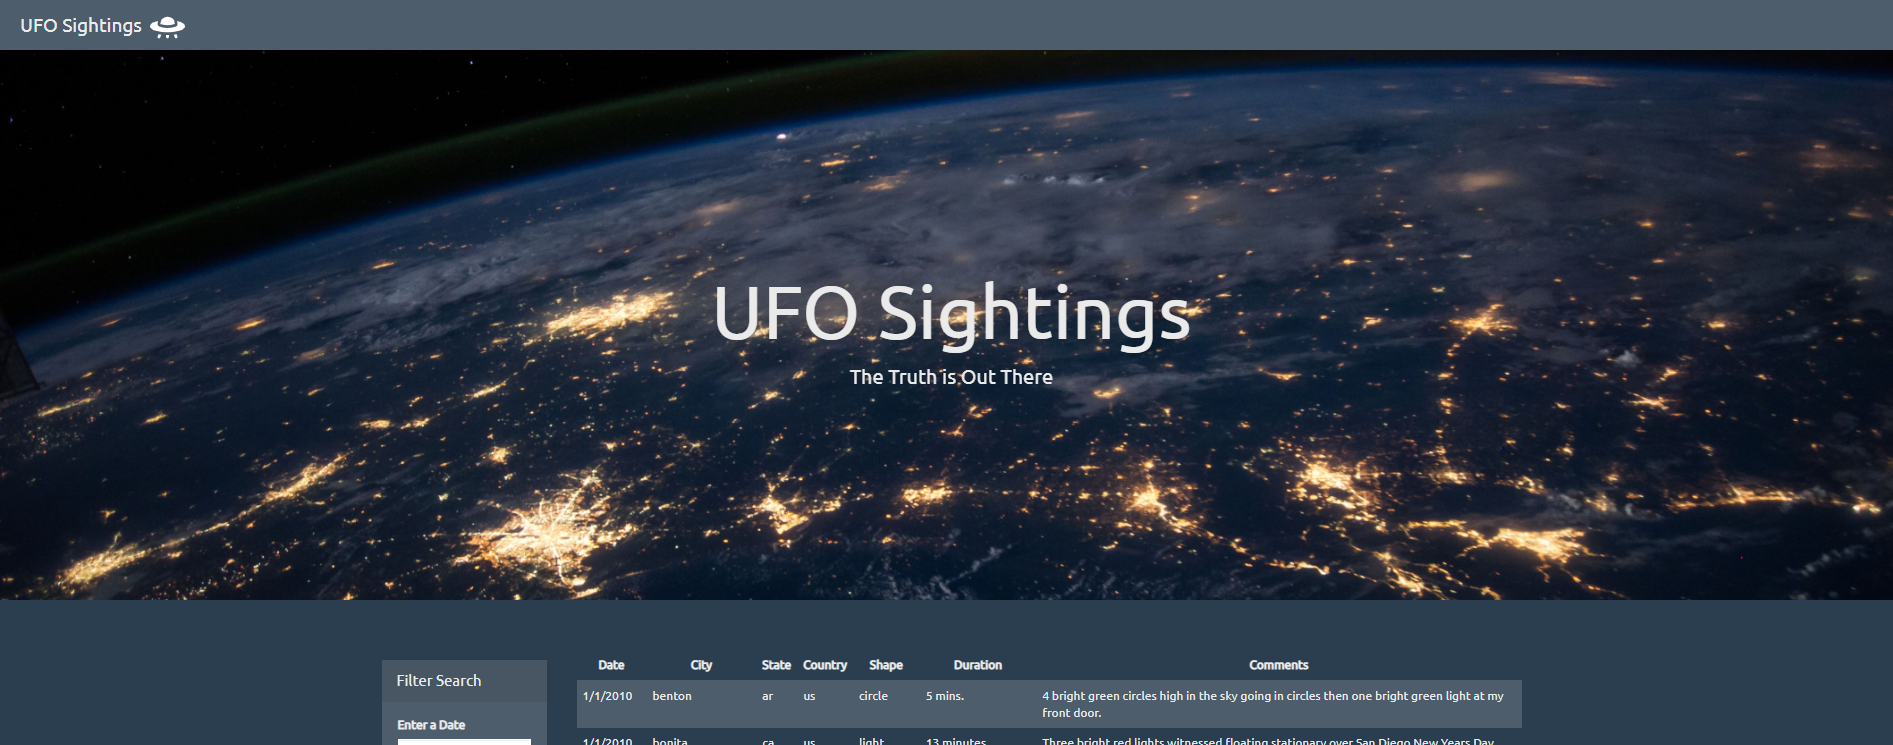 UFO Sightings
UFO Sightings
The Truth is Out There
Filter Search
Enter a Date
Date City State Country Shape Duration Comments
1/1/2010 benton ar us circle 5 mins. 4 bright green circles high in the sky going in circles then one bright green light at my
front door.
1/1/2010 bonita ca us light 13 minutes Three bright red lights witnessed floating stationary over San Diego New Years Day